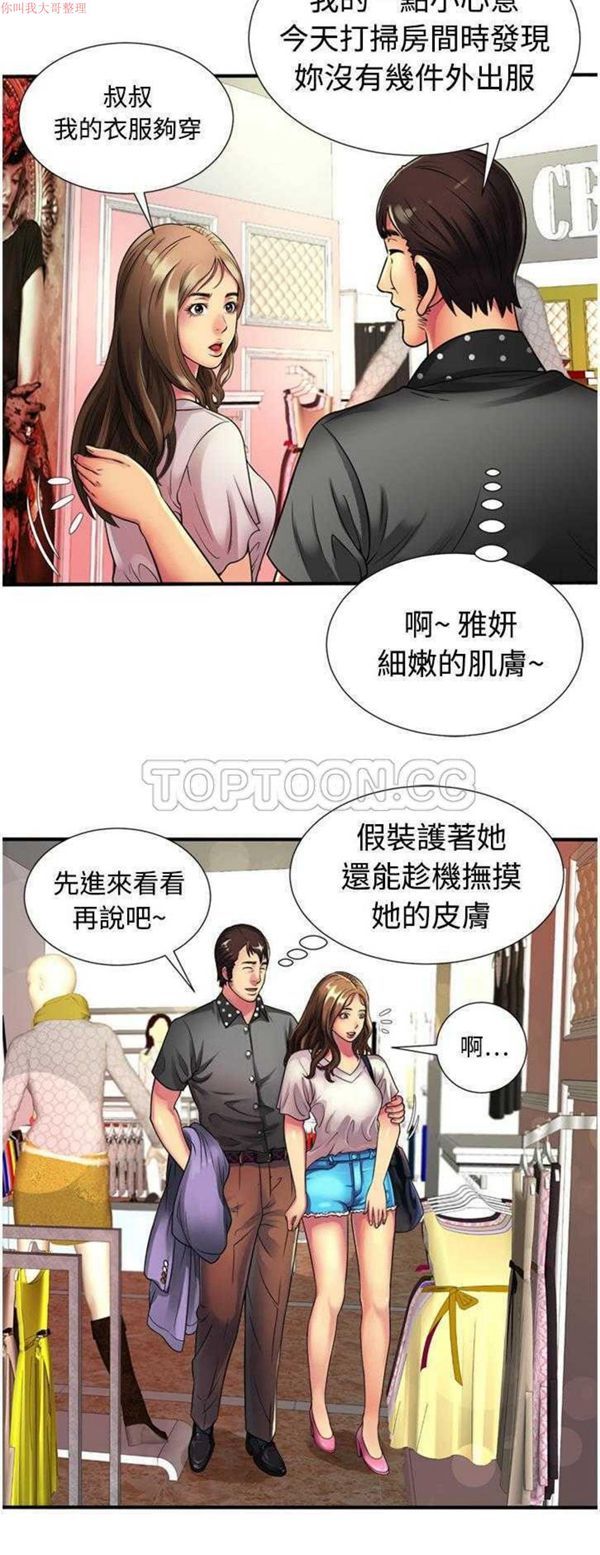 你叫我大哥整理
我的一點小心意
今天打掃房間時發現
妳沒有幾件外出服
叔叔
我的衣服夠穿
CE
啊~ 雅妍
細嫩的肌膚~
TOPTOON.CC
假裝護著她
還能趁機撫摸
她的皮膚
先進來看看
再說吧~
啊...